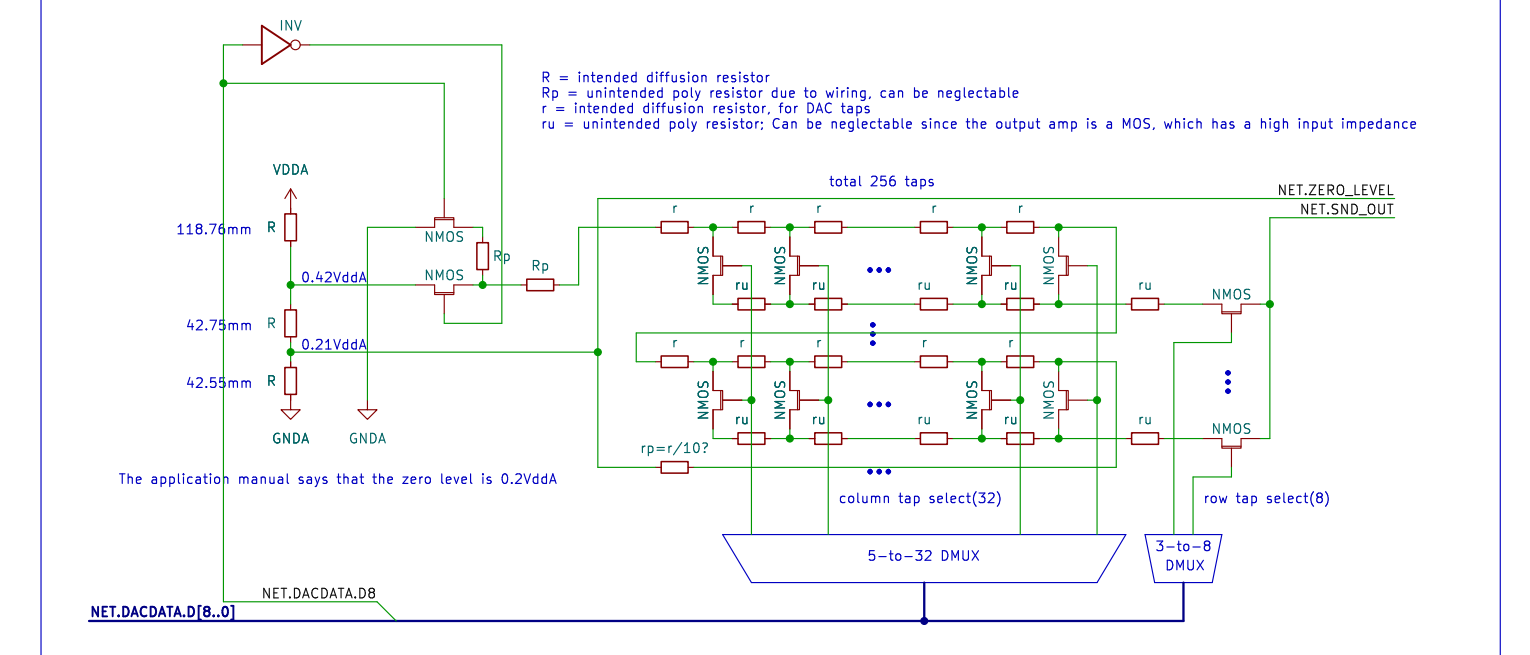 INV
R = intended diffusion resistor
Rp = unintended poly resistor due to wiring, can be neglectable
r = intended diffusion resistor, for DAC taps
ru = unintended poly resistor; Can be neglectable since the output amp is a MOS, which has a high input impedance
VDDA
total 256 taps
NET.ZERO_LEVEL
NET.SND_OUT
r r r r r
118.76mm R
NMOS
Rp
Rp
NMOS NMOS NMOS NMOS
0.42VddA
NMOS
ru ru ru ru ru
NMOS
42.75mm R
0.21VddA
r r r r r
42.55mm R
NMOS NMOS NMOS NMOS
ru ru ru ru ru
NMOS
GNDA
GNDA
rp=r/10?
The application manual says that the zero level is 0.2VddA
column tap select(32)
row tap select(8)
5-to-32 DMUX
3-to-8
DMUX
NET.DACDATA.D8
NET.DACDATA.D[8..0]